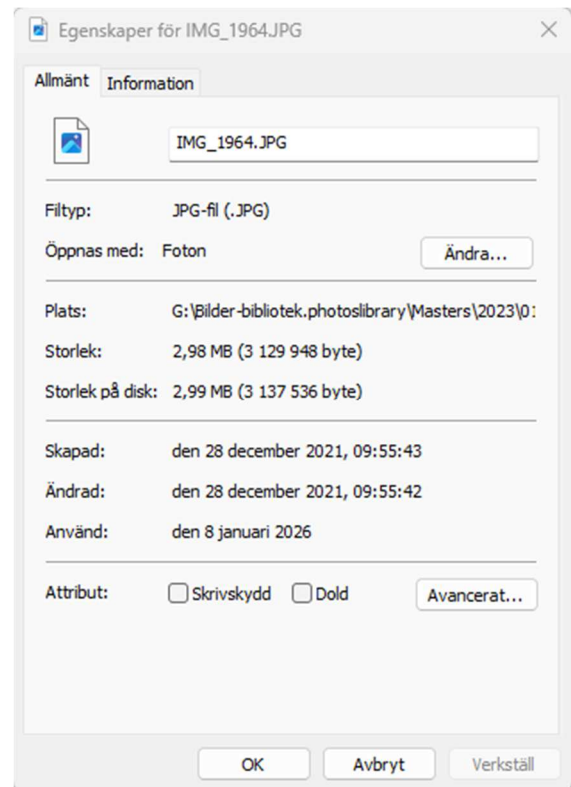 Egenskaper för IMG_1964.JPG
Allmänt Information
IMG_1964.JPG
Filtyp: JPG-fil (.JPG)
Öppnas med: Foton Ändra...
Plats: G:\Bilder-bibliotek.photoslibrary\Masters\2023\01
Storlek: 2,98 MB (3 129 948 byte)
Storlek på disk: 2,99 MB (3 137 536 byte)
Skapad: den 28 december 2021, 09:55:43
Ändrad: den 28 december 2021, 09:55:42
Använd: den 8 januari 2026
Attribut: Skrivskydd Dold Avancerat...
OK Avbryt Verkställ